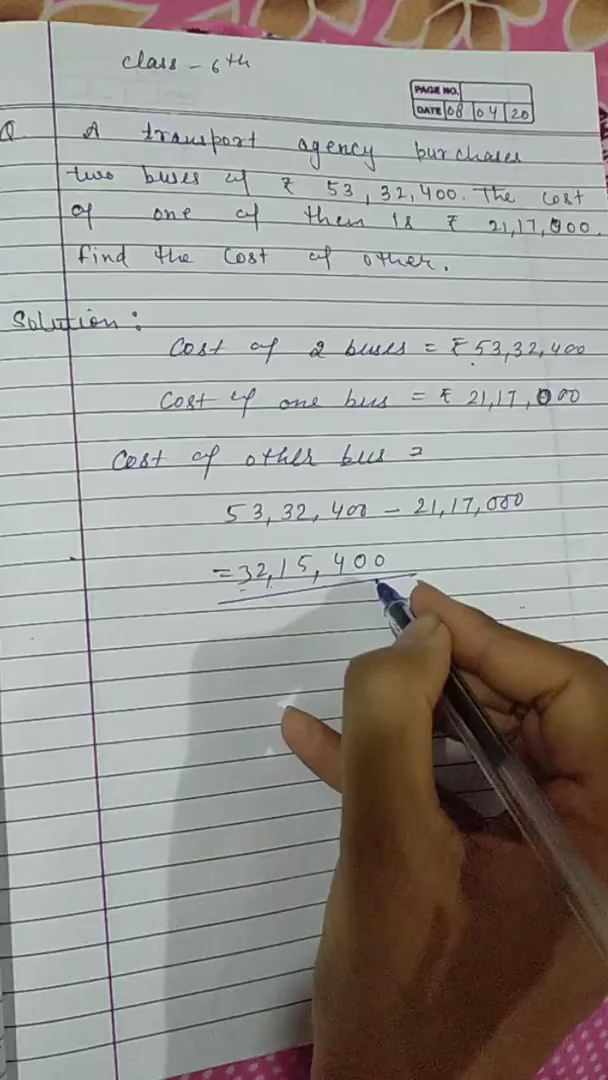 class - 6th
PAGE NO.
DATE 08 04 20
Q A transport agency purchases
two buses of ₹ 53,32,400. The cost
of one of them is ₹ 21,17,000.
find the cost of other.
Solution:
Cost of 2 buses = ₹ 53,32,400
Cost of one bus = ₹ 21,17,000
Cost of other bus =
53,32,400 - 21,17,000
= 32,15,400